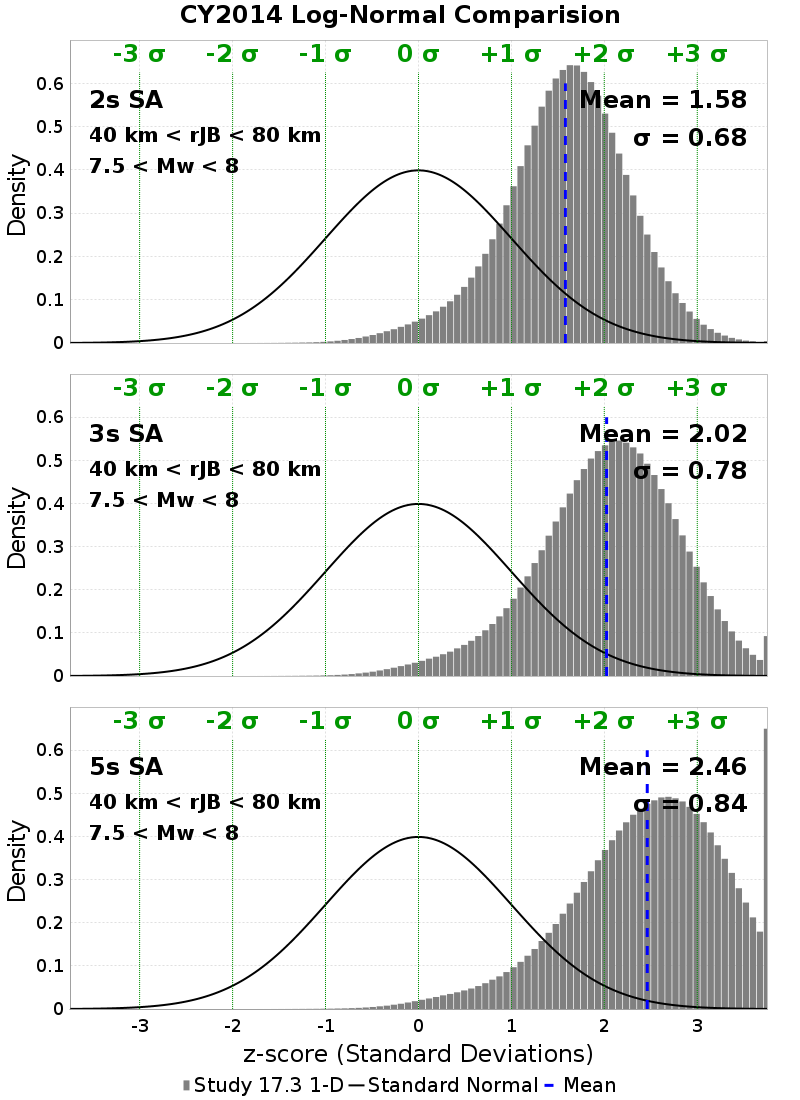 CY2014 Log-Normal Comparision
-3 σ -2 σ -1 σ 0 σ +1 σ +2 σ +3 σ
2s SA
Mean = 1.58
40 km < rJB < 80 km
σ = 0.68
7.5 < Mw < 8
0.6
0.5
0.4
0.3
0.2
0.1
0
Density
-3 σ -2 σ -1 σ 0 σ +1 σ +2 σ +3 σ
3s SA
Mean = 2.02
40 km < rJB < 80 km
σ = 0.78
7.5 < Mw < 8
0.6
0.5
0.4
0.3
0.2
0.1
0
Density
-3 σ -2 σ -1 σ 0 σ +1 σ +2 σ +3 σ
5s SA
Mean = 2.46
40 km < rJB < 80 km
σ = 0.84
7.5 < Mw < 8
0.6
0.5
0.4
0.3
0.2
0.1
0
Density
-3 -2 -1 0 1 2 3
z-score (Standard Deviations)
Study 17.3 1-D Standard Normal Mean